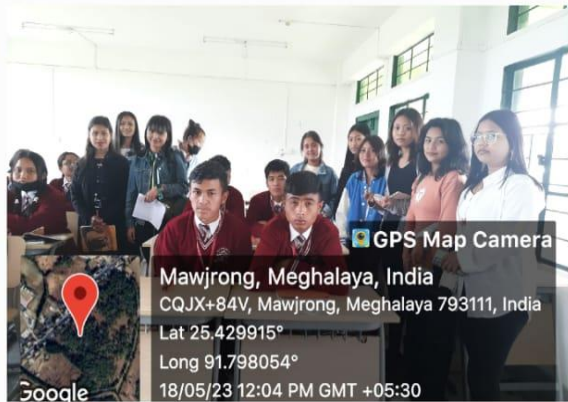 GPS Map Camera
Mawjrong, Meghalaya, India
CQJX+84V, Mawjrong, Meghalaya 793111, India
Lat 25.429915°
Long 91.798054°
18/05/23 12:04 PM GMT +05:30
Google